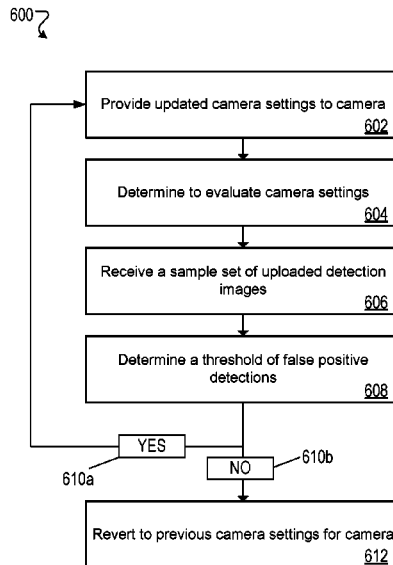 600
Provide updated camera settings to camera
602
Determine to evaluate camera settings
604
Receive a sample set of uploaded detection
images
606
Determine a threshold of false positive
detections
608
YES
610a
NO
610b
Revert to previous camera settings for camera
612